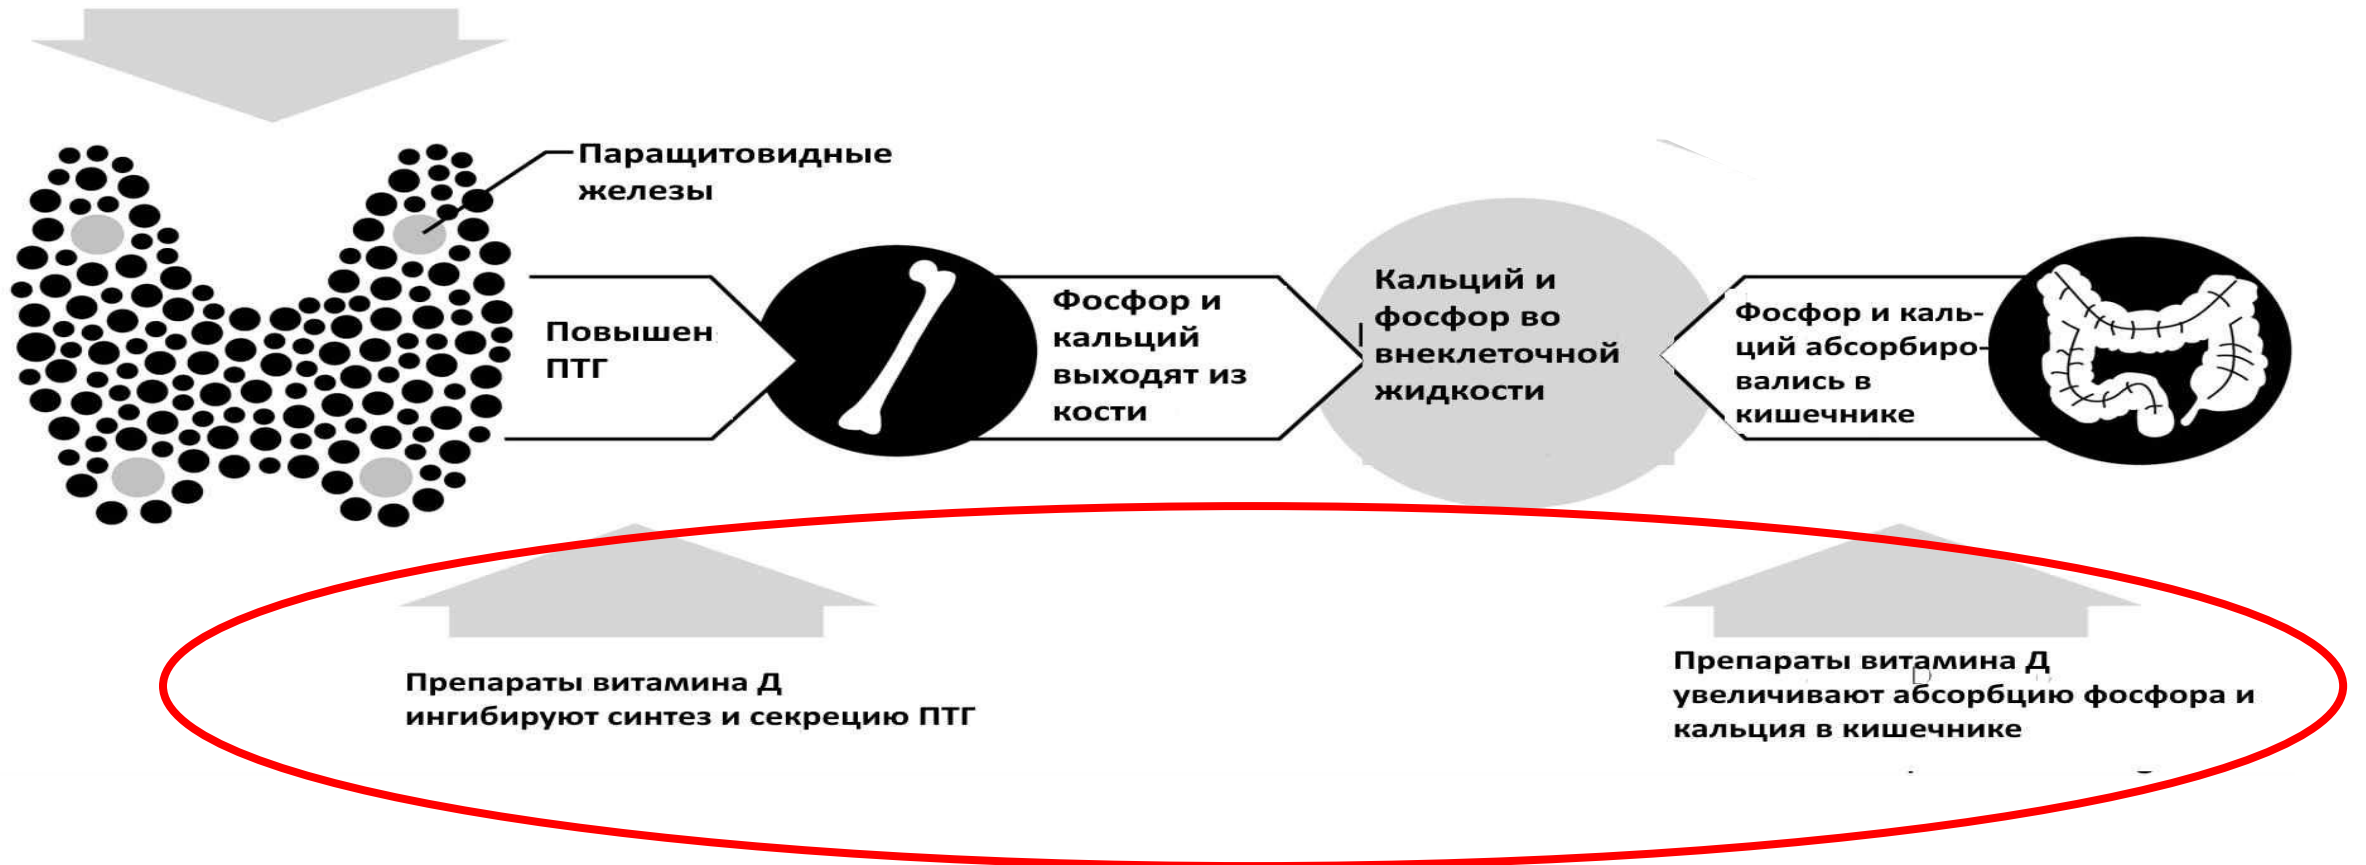 Паращитовидные
железы
Повышен
ПТГ
Фосфор и
кальций
выходят из
кости
Кальций и
фосфор во
внеклеточной
жидкости
Фосфор и каль-
ций абсорбиро-
вались в
кишечнике
Препараты витамина Д
ингибируют синтез и секрецию ПТГ
Препараты витамина Д
увеличивают абсорбцию фосфора и
кальция в кишечнике